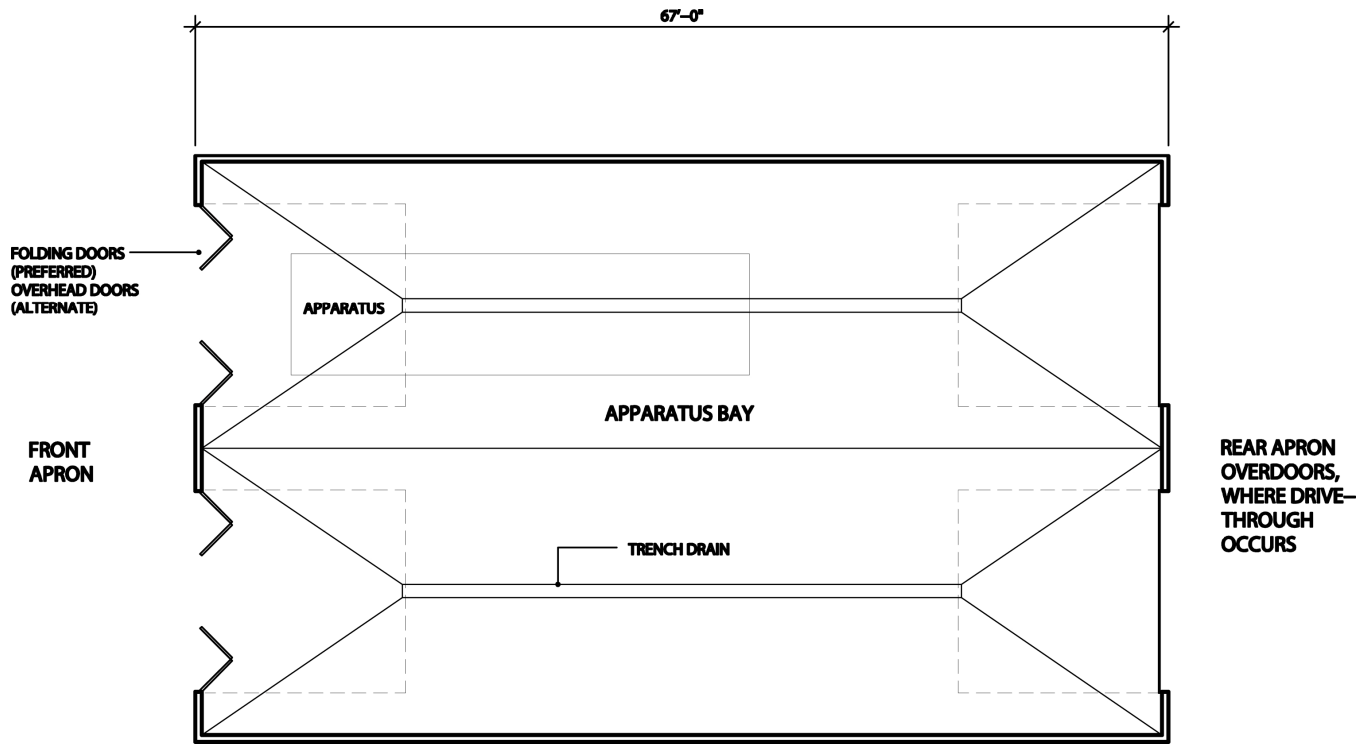 67'–0"
FOLDING DOORS
(PREFERRED)
OVERHEAD DOORS
(ALTERNATE)
APPARATUS
APPARATUS BAY
FRONT
APRON
REAR APRON
OVERDOORS,
WHERE DRIVE–
THROUGH
OCCURS
TRENCH DRAIN